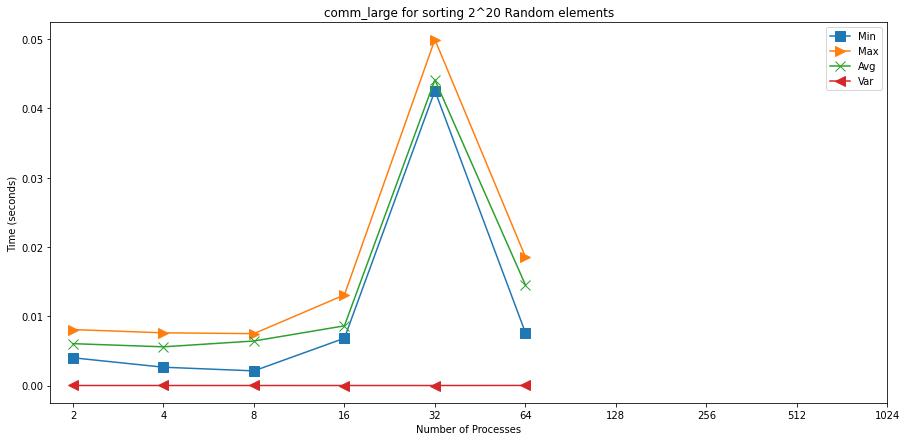 comm_large for sorting 2^20 Random elements
Min
Max
Avg
Var
Time (seconds)
0.05
0.04
0.03
0.02
0.01
0.00
2 4 8 16 32 64 128 256 512 1024
Number of Processes